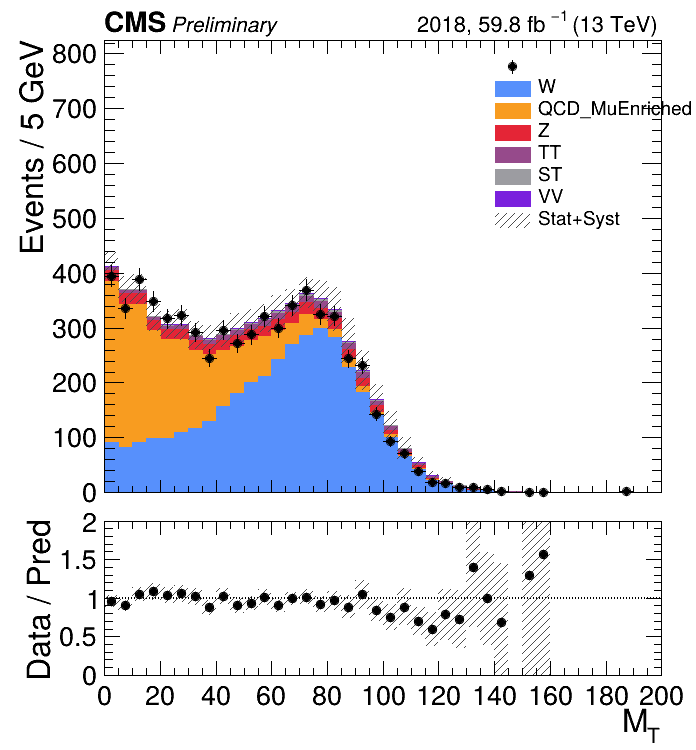 CMS Preliminary 2018, 59.8 fb⁻¹ (13 TeV)
Events / 5 GeV
800
700
600
500
400
300
200
100
0
W
QCD_MuEnriched
Z
TT
ST
VV
Stat+Syst
Data / Pred
2
1.5
1
0.5
0
0 20 40 60 80 100 120 140 160 180 200
M_T